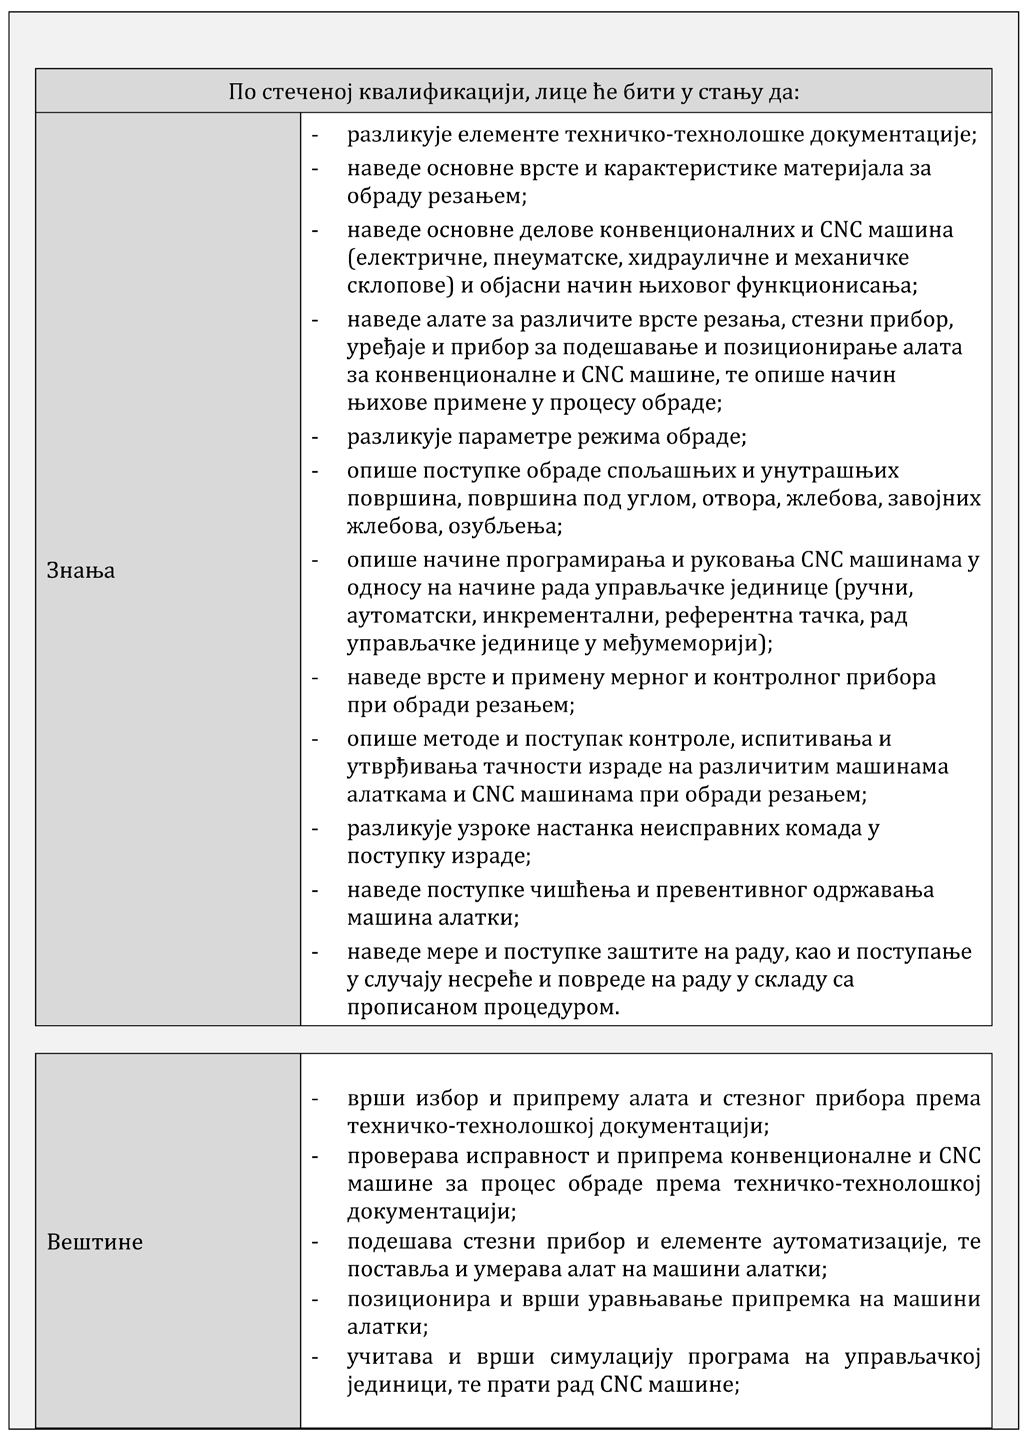 По стеченој квалификацији, лице ће бити у стању да:
Знања
- разликује елементе техничко-технолошке документације;
- наведе основне врсте и карактеристике материјала за
обраду резањем;
- наведе основне делове конвенционалних и CNC машина
(електричне, пнеуматске, хидрауличне и механичке
склопове) и објасни начин њиховог функционисања;
- наведе алате за различите врсте резања, стезни прибор,
уређаје и прибор за подешавање и позиционирање алата
за конвенционалне и CNC машине, те опише начин
њихове примене у процесу обраде;
- разликује параметре режима обраде;
- опише поступке обраде спољашњих и унутрашњих
површина, површина под углом, отвора, жлебова, завојних
жлебова, озубљења;
- опише начине програмирања и руковања CNC машинама у
односу на начине рада управљачке јединице (ручни,
аутоматски, инкрементални, референтна тачка, рад
управљачке јединице у међумеморији);
- наведе врсте и примену мерног и контролног прибора
при обради резањем;
- опише методе и поступак контроле, испитивања и
утврђивања тачности израде на различитим машинама
алаткама и CNC машинама при обради резањем;
- разликује узроке настанка неисправних комада у
поступку израде;
- наведе поступке чишћења и превентивног одржавања
машина алатки;
- наведе мере и поступке заштите на раду, као и поступање
у случају несреће и повреде на раду у складу са
прописаном процедуром.
Вештине
- врши избор и припрему алата и стезног прибора према
техничко-технолошкој документацији;
- проверава исправност и припрема конвенционалне и CNC
машине за процес обраде према техничко-технолошкој
документацији;
- подешава стезни прибор и елементе аутоматизације, те
поставља и умерава алат на машини алатки;
- позиционира и врши уравњавање припремка на машини
алатки;
- учитава и врши симулацију програма на управљачкој
јединици, те прати рад CNC машине;